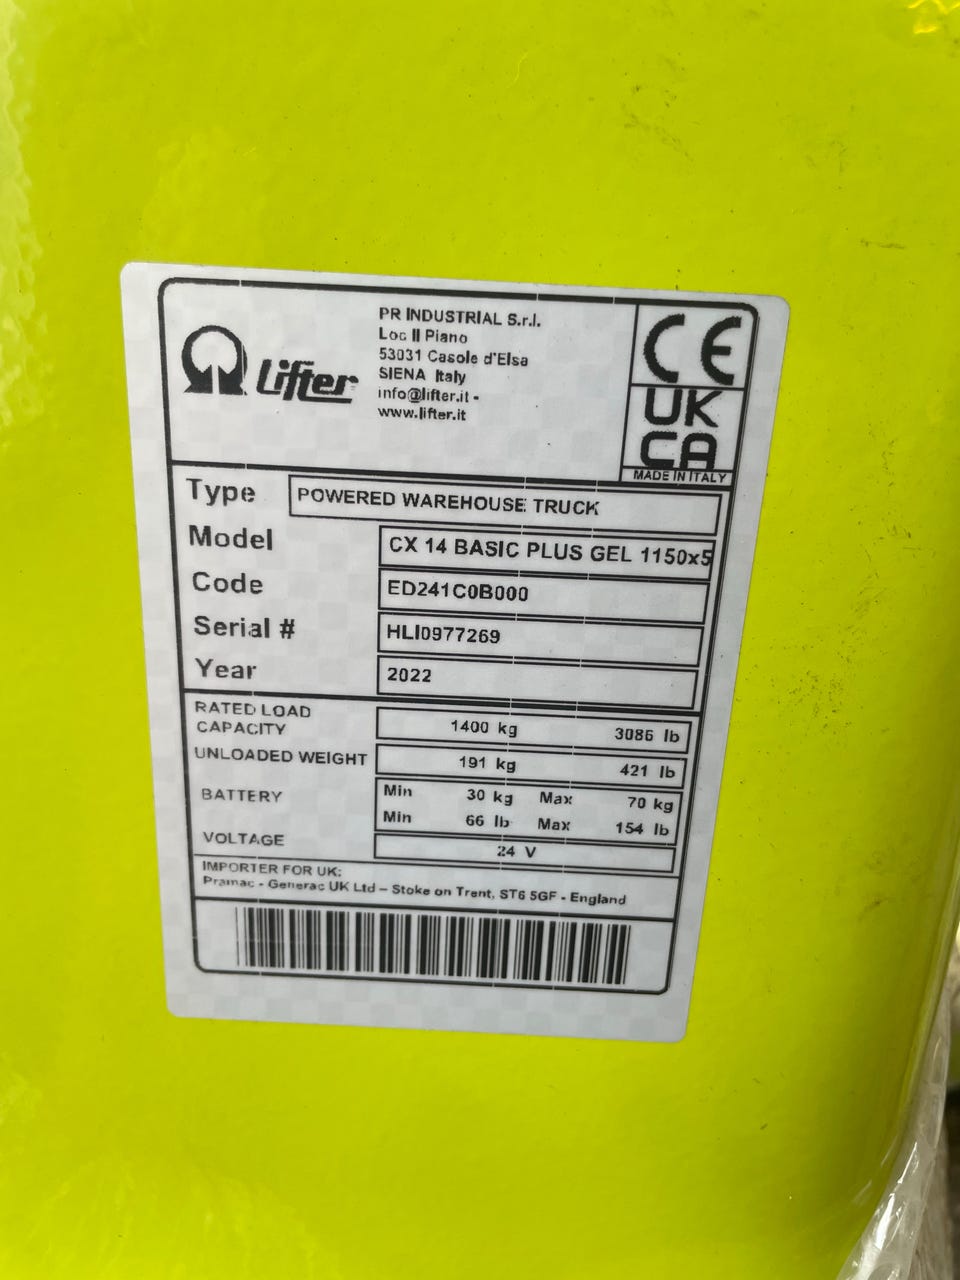 Lifter
PR INDUSTRIAL S.r.l.
Loc Il Piano
53031 Casole d'Elsa
SIENA Italy
info@lifter.it -
www.lifter.it
CE
UK
CA
MADE IN ITALY
Type POWERED WAREHOUSE TRUCK
Model CX 14 BASIC PLUS GEL 1150x5
Code ED241C0B000
Serial # HLI0977269
Year 2022
RATED LOAD CAPACITY 1400 kg 3086 lb
UNLOADED WEIGHT 191 kg 421 lb
BATTERY Min 30 kg Max 70 kg
Min 66 lb Max 154 lb
VOLTAGE 24 V
IMPORTER FOR UK:
Pramac - Generac UK Ltd – Stoke on Trent, ST6 5GF - England